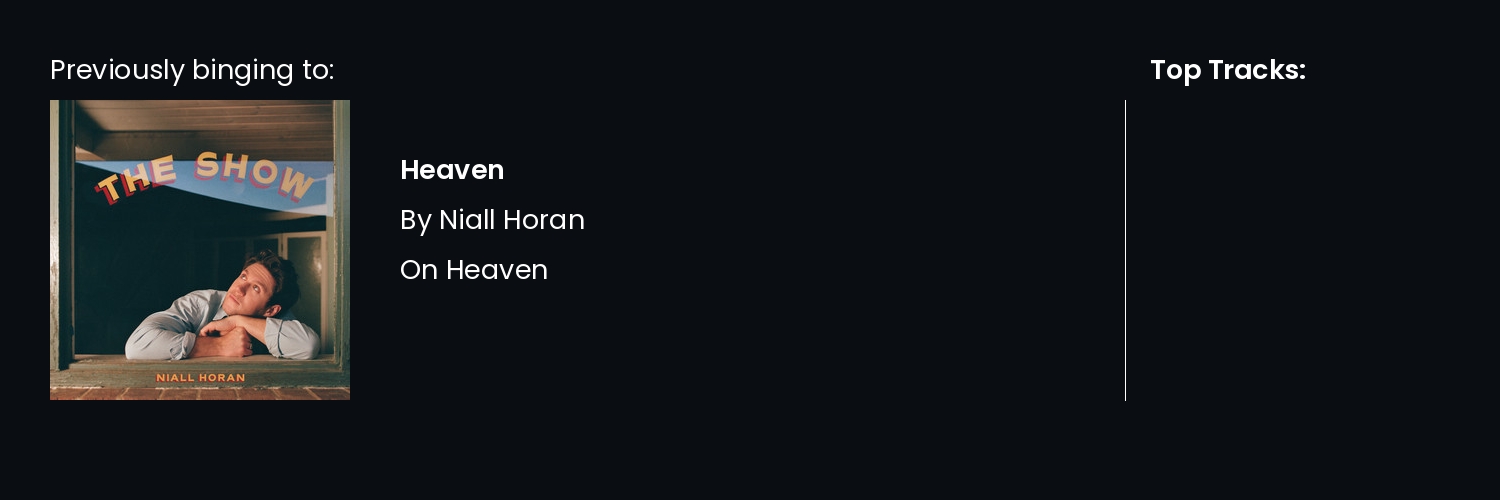 Previously binging to:
THE SHOW
NIALL HORAN
Heaven
By Niall Horan
On Heaven
Top Tracks: